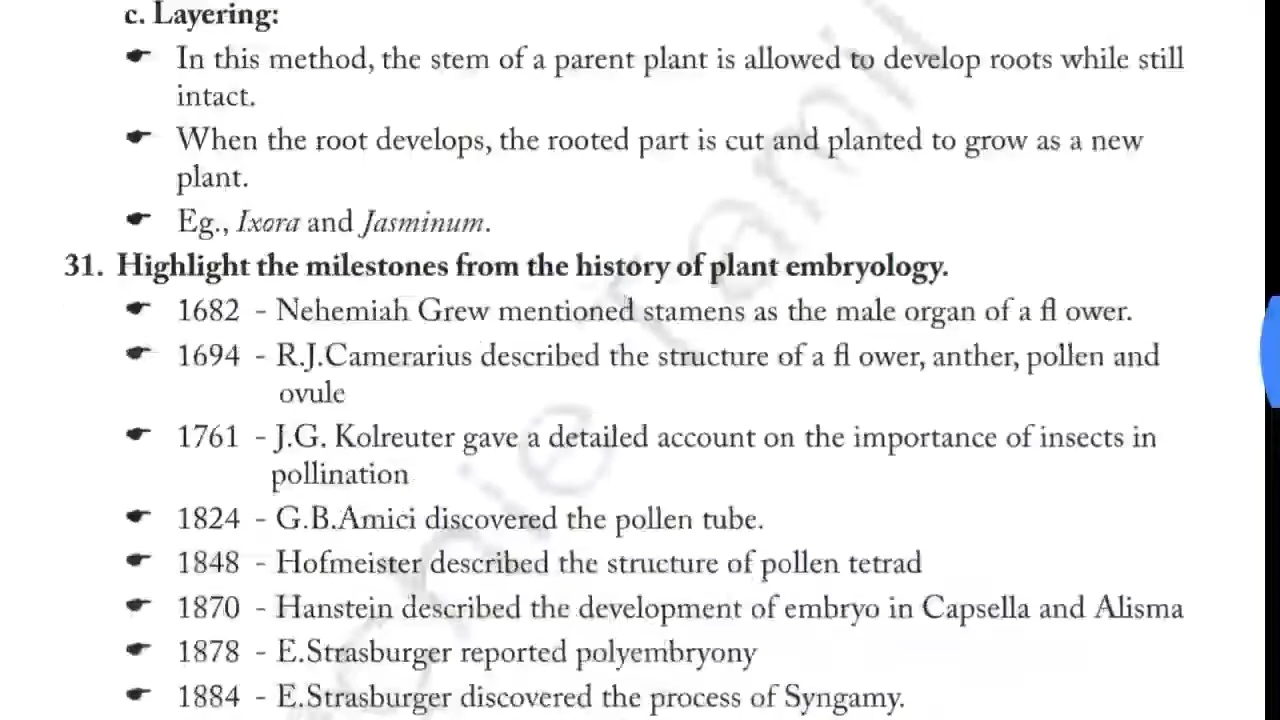 c. Layering:
☛ In this method, the stem of a parent plant is allowed to develop roots while still
intact.
☛ When the root develops, the rooted part is cut and planted to grow as a new
plant.
☛ Eg., Ixora and Jasminum.
31. Highlight the milestones from the history of plant embryology.
☛ 1682 - Nehemiah Grew mentioned stamens as the male organ of a fl ower.
☛ 1694 - R.J.Camerarius described the structure of a fl ower, anther, pollen and
ovule
☛ 1761 - J.G. Kolreuter gave a detailed account on the importance of insects in
pollination
☛ 1824 - G.B.Amici discovered the pollen tube.
☛ 1848 - Hofmeister described the structure of pollen tetrad
☛ 1870 - Hanstein described the development of embryo in Capsella and Alisma
☛ 1878 - E.Strasburger reported polyembryony
☛ 1884 - E.Strasburger discovered the process of Syngamy.